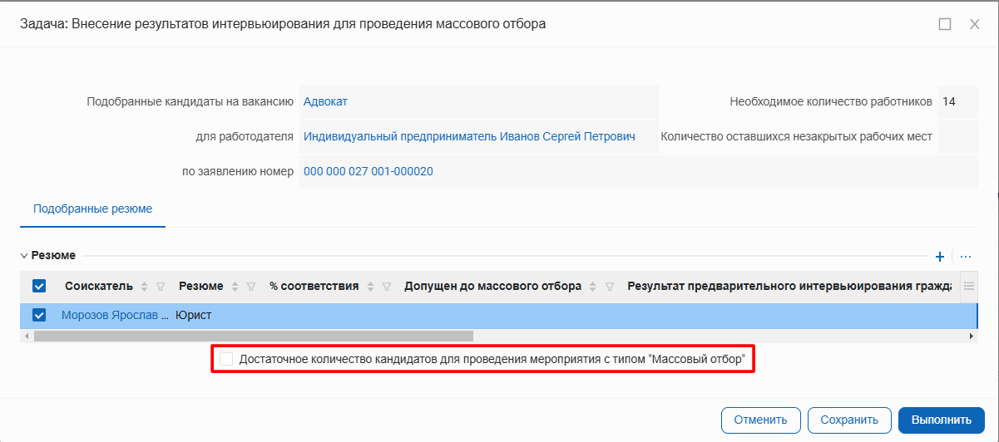 Задача: Внесение результатов интервьюирования для проведения массового отбора
Подобранные кандидаты на вакансию Адвокат Необходимое количество работников 14
для работодателя Индивидуальный предприниматель Иванов Сергей Петрович Количество оставшихся незакрытых рабочих мест
по заявлению номер 000 000 027 001-000020
Подобранные резюме
Резюме
Соискатель Резюме % соответствия Допущен до массового отбора Результат предварительного интервьюирования гражда
Морозов Ярослав ... Юрист
Достаточное количество кандидатов для проведения мероприятия с типом "Массовый отбор"
Отменить Сохранить Выполнить